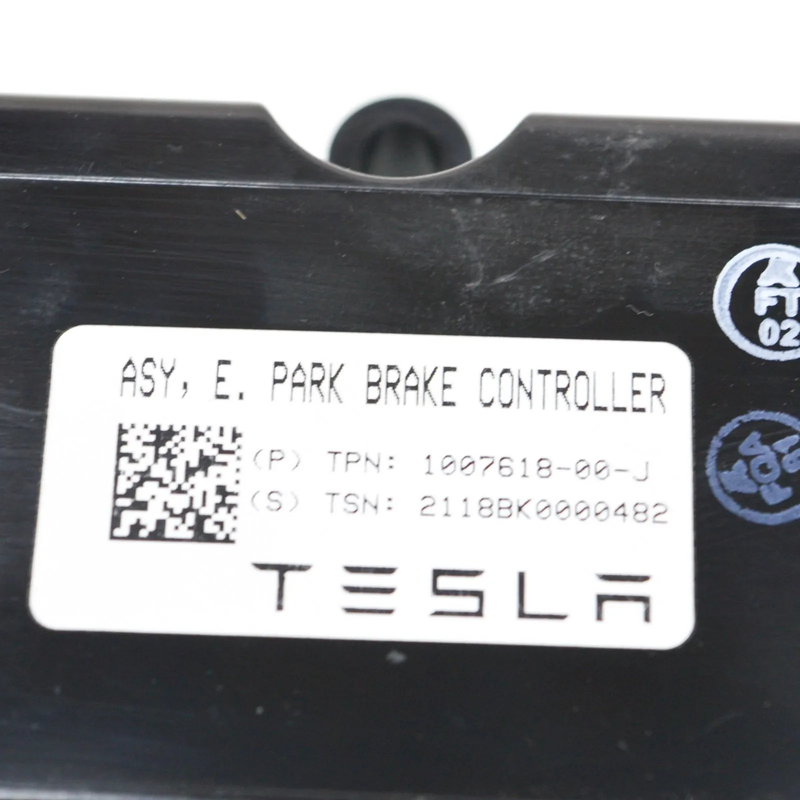 ASY, E. PARK BRAKE CONTROLLER
(P) TPN: 1007618-00-J
(S) TSN: 2118BK0000482
TESLA
FT
02